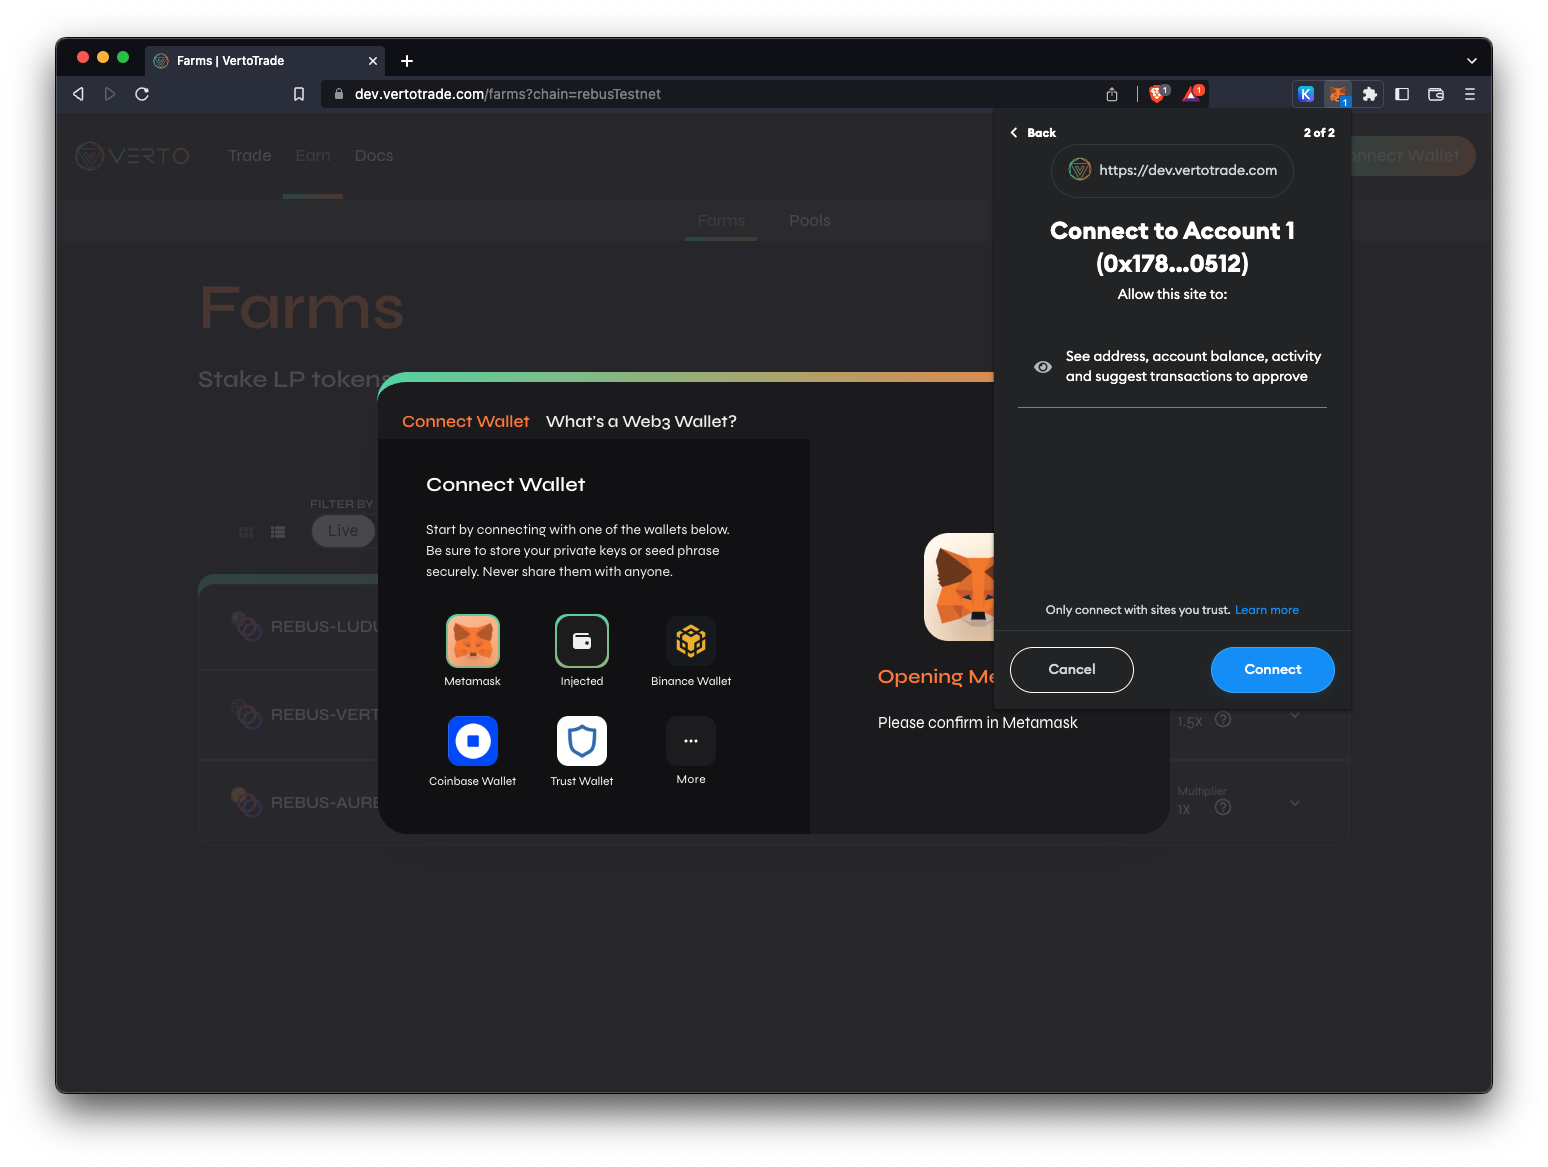 Farms | VertoTrade
dev.vertotrade.com/farms?chain=rebusTestnet
1
1
K
1
VERTO
Trade
Earn
Docs
Wallet
Farms
Pools
Farms
Stake LP tokens
FILTER BY
Live
REBUS-LUDU
REBUS-VERT
REBUS-AURE
1.5X
Multiplier
1X
Connect Wallet
What's a Web3 Wallet?
Connect Wallet
Start by connecting with one of the wallets below.
Be sure to store your private keys or seed phrase
securely. Never share them with anyone.
Metamask
Injected
Binance Wallet
Coinbase Wallet
Trust Wallet
More
Opening Me
Please confirm in Metamask
Back
2 of 2
https://dev.vertotrade.com
Connect to Account 1
(0x178...0512)
Allow this site to:
See address, account balance, activity
and suggest transactions to approve
Only connect with sites you trust. Learn more
Cancel
Connect